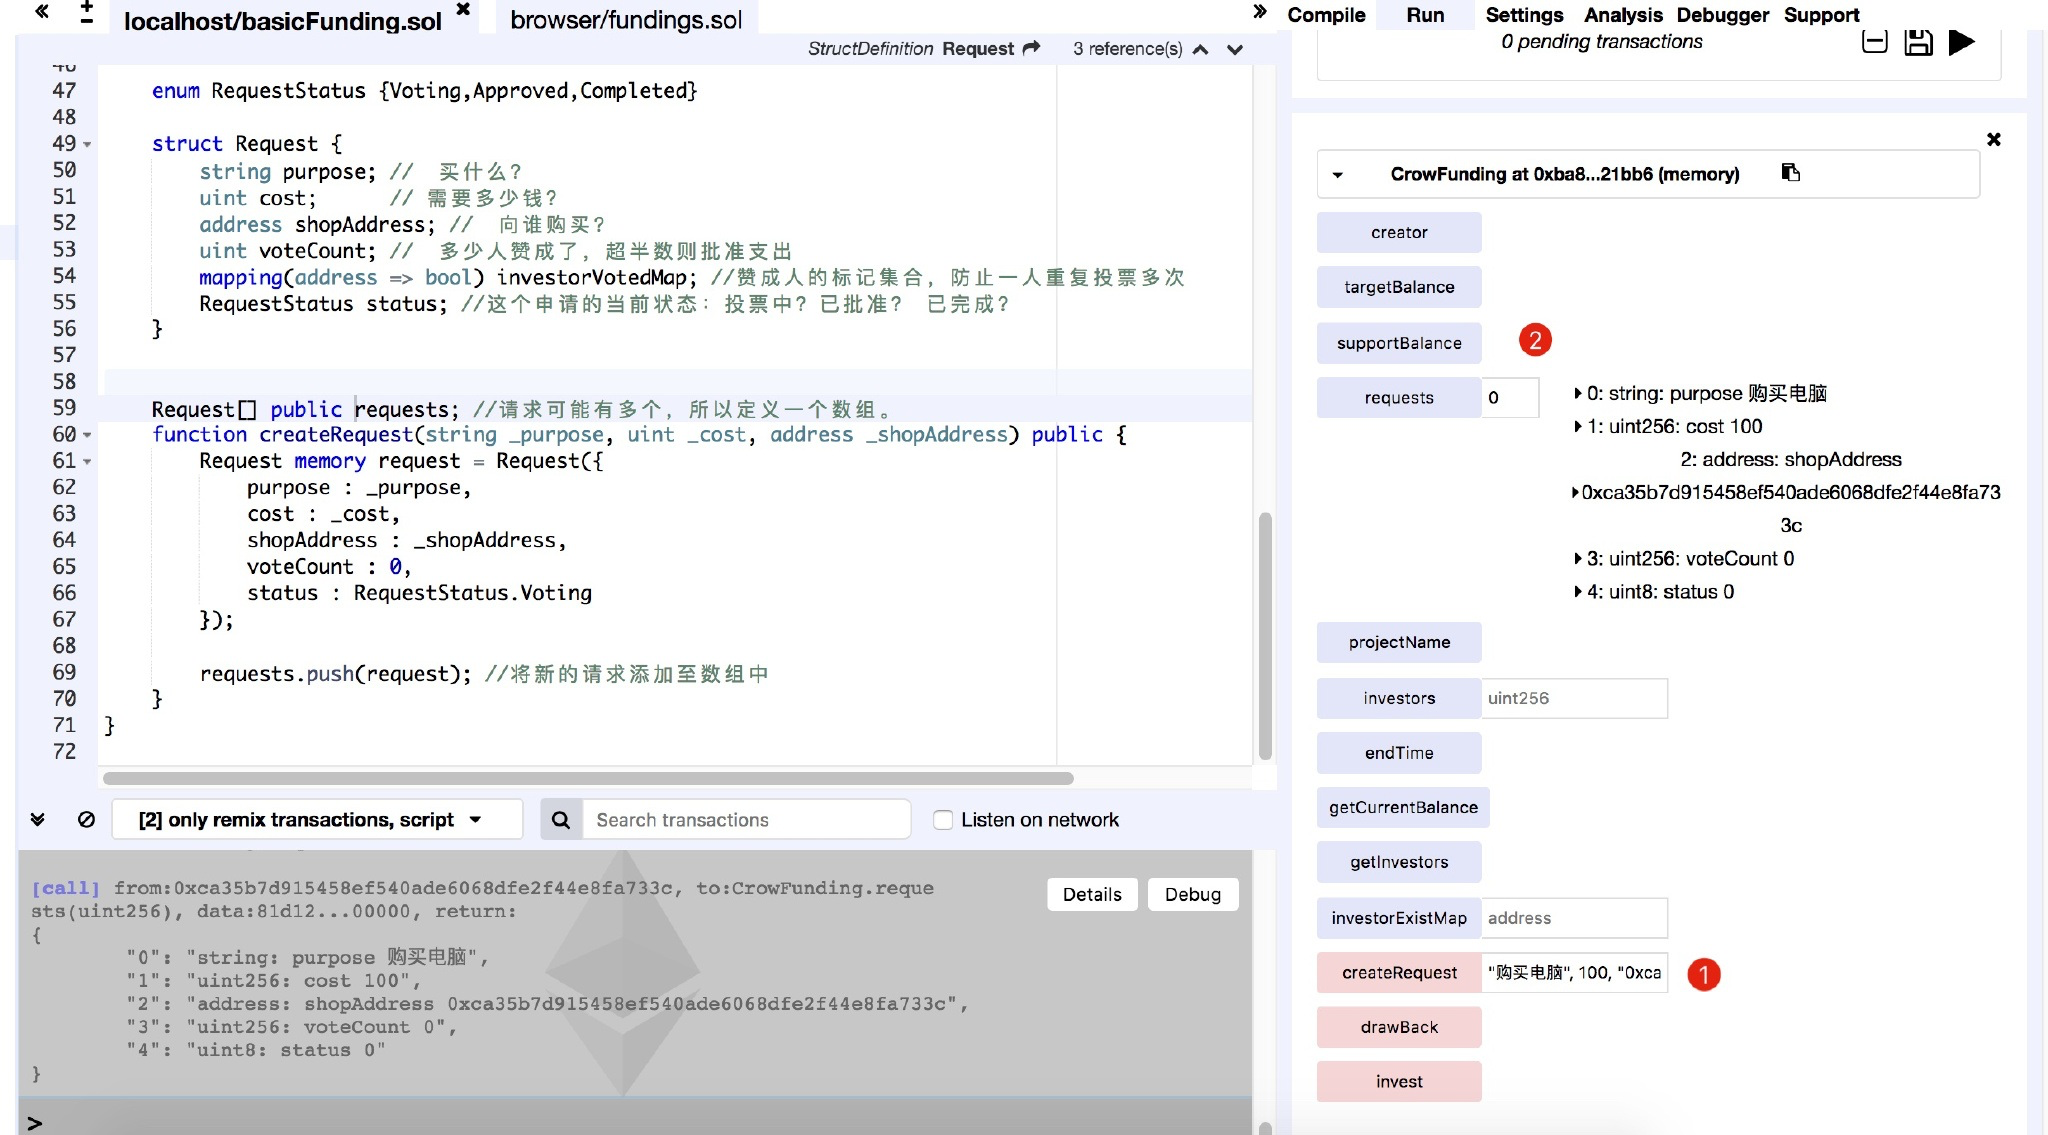 localhost/basicFunding.sol
browser/fundings.sol
StructDefinition Request 3 reference(s)
46
47 enum RequestStatus {Voting,Approved,Completed}
48
49 struct Request {
50 string purpose; // 买什么?
51 uint cost; // 需要多少钱?
52 address shopAddress; // 向谁购买?
53 uint voteCount; // 多少人赞成了，超半数则批准支出
54 mapping(address => bool) investorVotedMap; //赞成人的标记集合，防止一人重复投票多次
55 RequestStatus status; //这个申请的当前状态：投票中？已批准？ 已完成？
56 }
57
58
59 Request[] public requests; //请求可能有多个，所以定义一个数组。
60 function createRequest(string _purpose, uint _cost, address _shopAddress) public {
61 Request memory request = Request({
62 purpose : _purpose,
63 cost : _cost,
64 shopAddress : _shopAddress,
65 voteCount : 0,
66 status : RequestStatus.Voting
67 });
68
69 requests.push(request); //将新的请求添加至数组中
70 }
71 }
72
[2] only remix transactions, script
Search transactions
Listen on network
[call] from:0xca35b7d915458ef540ade6068dfe2f44e8fa733c, to:CrowFunding.reque
sts(uint256), data:81d12...00000, return:
{
"0": "string: purpose 购买电脑",
"1": "uint256: cost 100",
"2": "address: shopAddress 0xca35b7d915458ef540ade6068dfe2f44e8fa733c",
"3": "uint256: voteCount 0",
"4": "uint8: status 0"
}
Details
Debug
>
Compile Run Settings Analysis Debugger Support
0 pending transactions
CrowFunding at 0xba8...21bb6 (memory)
creator
targetBalance
supportBalance
2
requests 0
0: string: purpose 购买电脑
1: uint256: cost 100
2: address: shopAddress
0xca35b7d915458ef540ade6068dfe2f44e8fa73
3c
3: uint256: voteCount 0
4: uint8: status 0
projectName
investors uint256
endTime
getCurrentBalance
getInvestors
investorExistMap address
createRequest "购买电脑", 100, "0xca
1
drawBack
invest